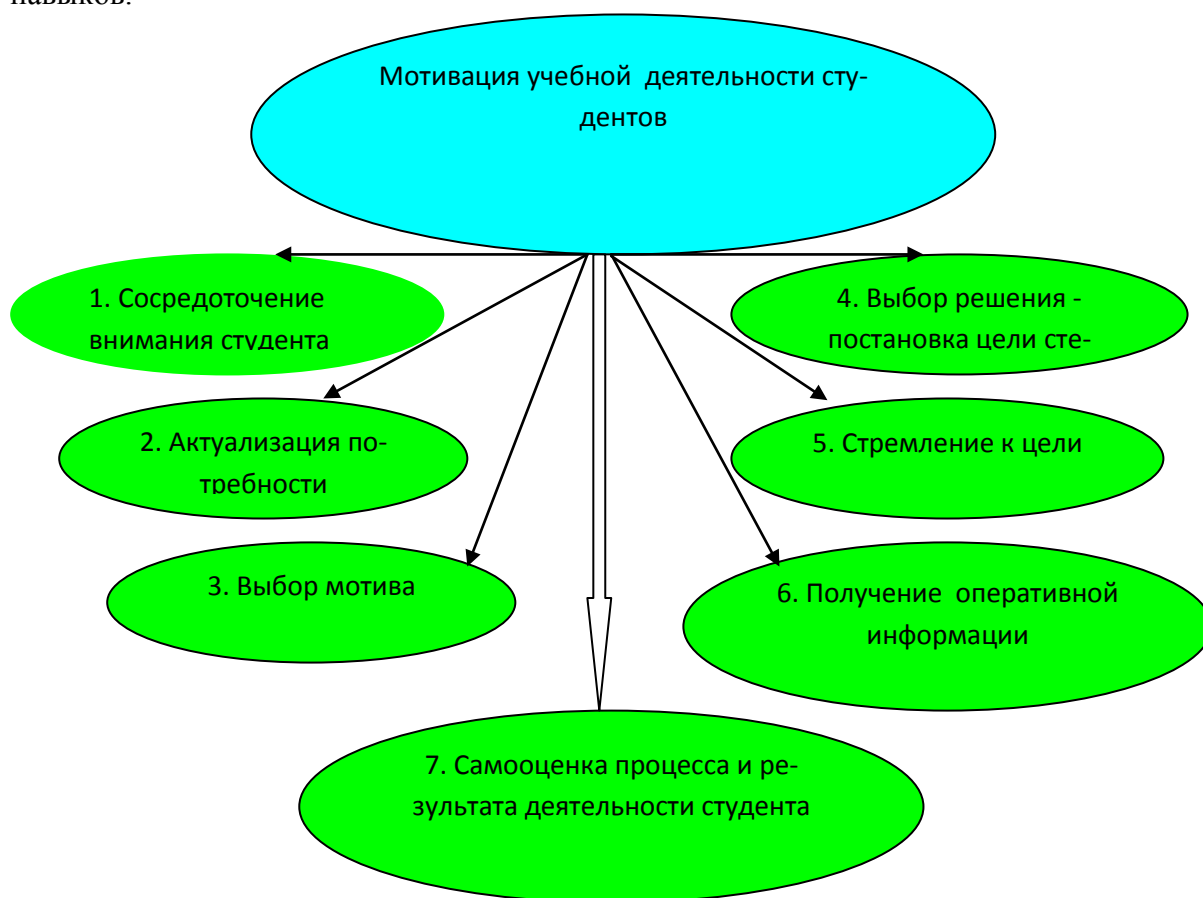 навыков.
Мотивация учебной деятельности сту-
дентов
1. Сосредоточение
внимания студента
2. Актуализация по-
требности
3. Выбор мотива
4. Выбор решения -
постановка цели сте-
5. Стремление к цели
6. Получение оперативной
информации
7. Самооценка процесса и ре-
зультата деятельности студента